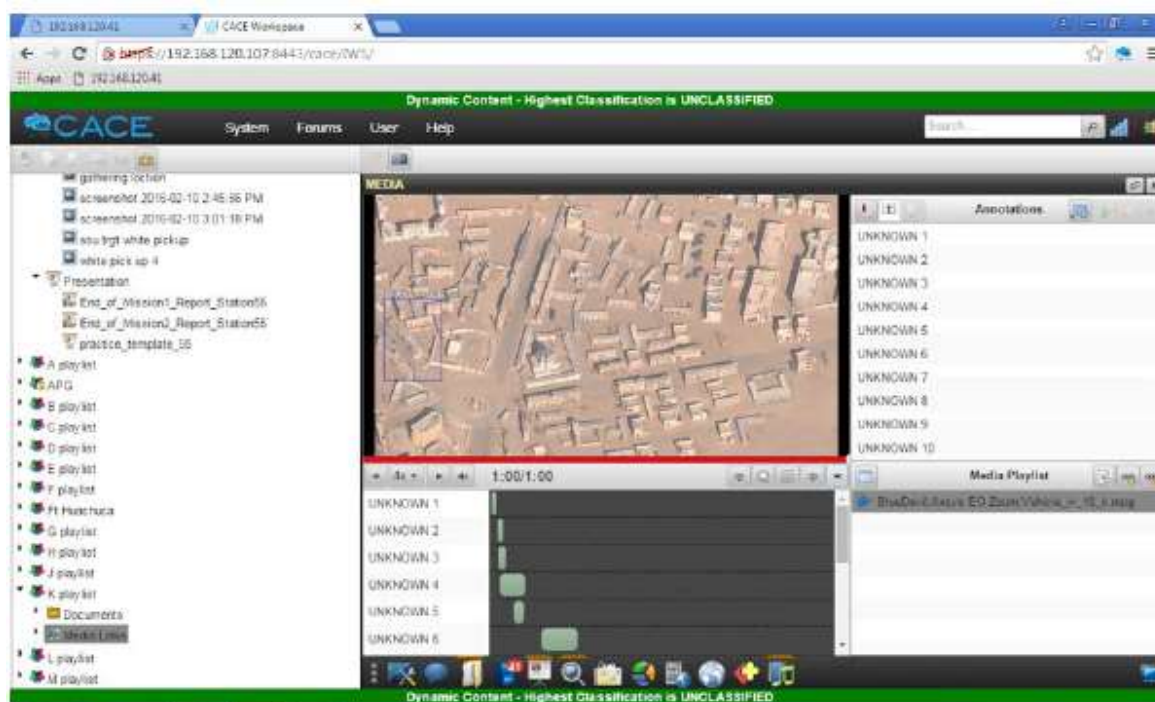 192.168.120.41
CACE Workspace
https://192.168.120.107:8443/cace/IWS/
Apps 192.168.120.41
Dynamic Content - Highest Classification is UNCLASSIFIED
CACE System Forums User Help Search...
MEDIA
gathering loction
screenshot 2016-02-10 2:45:56 PM
screenshot 2016-02-10 3:01:18 PM
sou trgt white pickup
white pick up 4
Presentation
End_of_Mission1_Report_Station55
End_of_Mission2_Report_Station55
practice_template_55
A playlist
APG
B playlist
C playlist
D playlist
E playlist
F playlist
Ft Huachuca
G playlist
H playlist
J playlist
K playlist
Documents
Media Links
L playlist
M playlist
Annotations
UNKNOWN 1
UNKNOWN 2
UNKNOWN 3
UNKNOWN 4
UNKNOWN 5
UNKNOWN 6
UNKNOWN 7
UNKNOWN 8
UNKNOWN 9
UNKNOWN 10
4x 1:00/1:00
UNKNOWN 1
UNKNOWN 2
UNKNOWN 3
UNKNOWN 4
UNKNOWN 5
UNKNOWN 6
Media Playlist
Dynamic Content - Highest Classification is UNCLASSIFIED